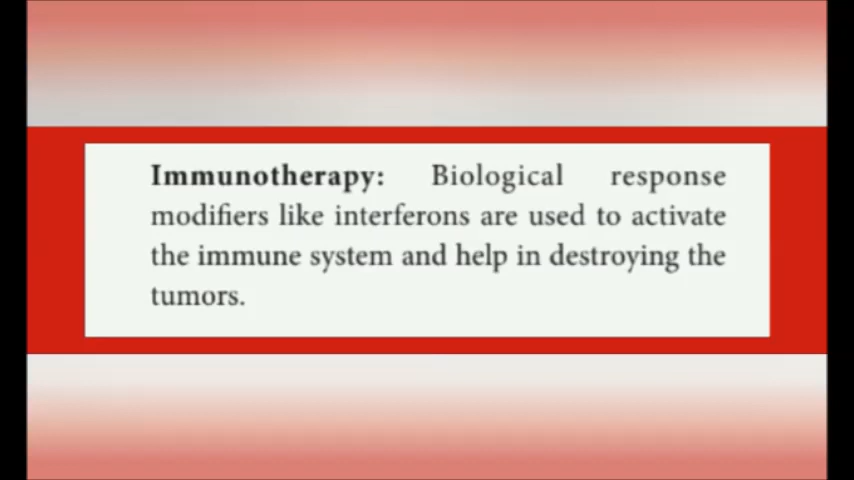 Immunotherapy: Biological response
modifiers like interferons are used to activate
the immune system and help in destroying the
tumors.